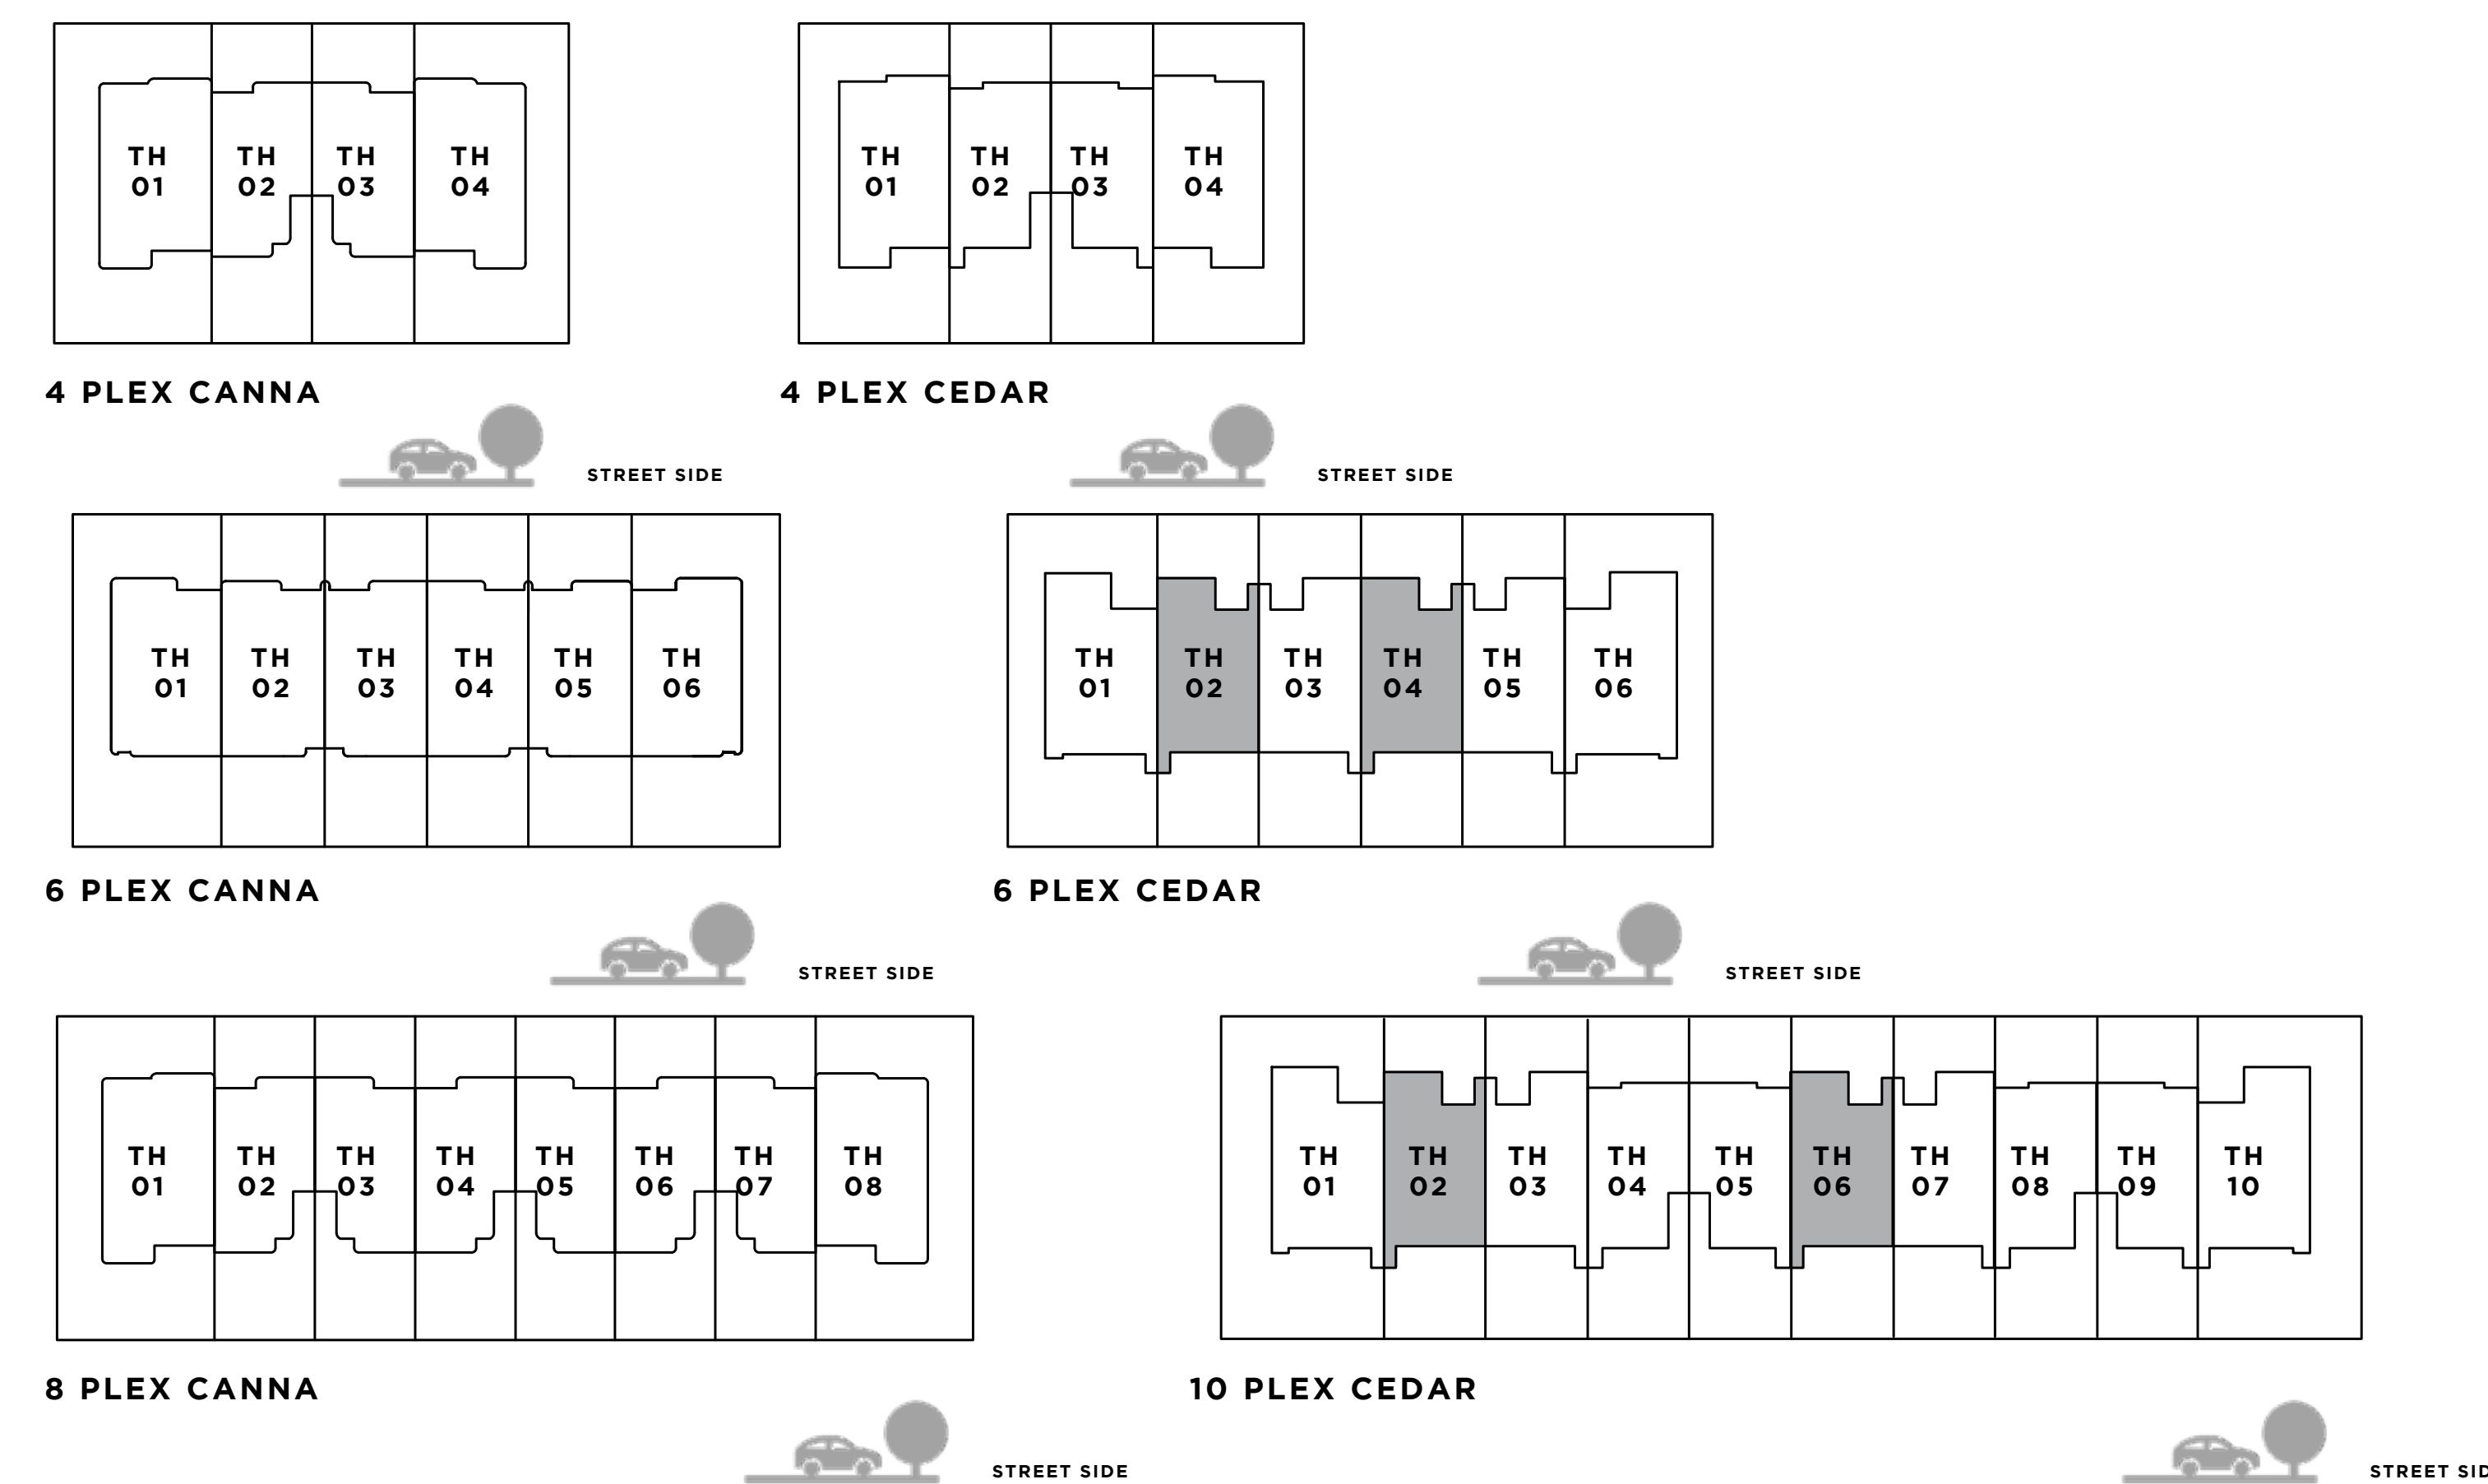 TH TH TH TH
01 02 03 04
4 PLEX CANNA
STREET SIDE
TH TH TH TH
01 02 03 04
4 PLEX CEDAR
STREET SIDE
TH TH TH TH TH TH
01 02 03 04 05 06
6 PLEX CANNA
STREET SIDE
TH TH TH TH TH TH
01 02 03 04 05 06
6 PLEX CEDAR
STREET SIDE
TH TH TH TH TH TH TH TH
01 02 03 04 05 06 07 08
8 PLEX CANNA
STREET SIDE
TH TH TH TH TH TH TH TH TH TH
01 02 03 04 05 06 07 08 09 10
10 PLEX CEDAR
STREET SID